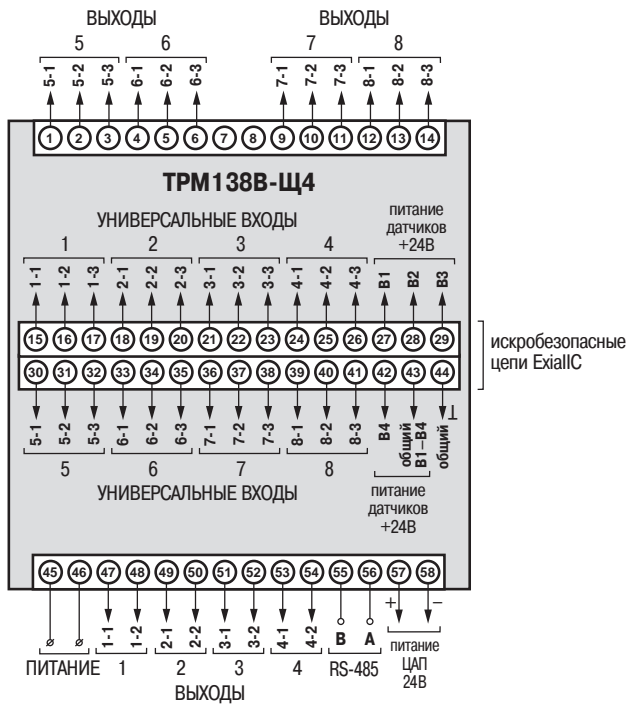 ВЫХОДЫ ВЫХОДЫ
5 6 7 8
5-1 5-2 5-3 6-1 6-2 6-3 7-1 7-2 7-3 8-1 8-2 8-3
1 2 3 4 5 6 7 8 9 10 11 12 13 14
ТРМ138В-Щ4
УНИВЕРСАЛЬНЫЕ ВХОДЫ
питание
датчиков
+24В
1 2 3 4
1-1 1-2 1-3 2-1 2-2 2-3 3-1 3-2 3-3 4-1 4-2 4-3 В1 В2 В3
15 16 17 18 19 20 21 22 23 24 25 26 27 28 29
30 31 32 33 34 35 36 37 38 39 40 41 42 43 44
искробезопасные
цепи ExiaIIC
5-1 5-2 5-3 6-1 6-2 6-3 7-1 7-2 7-3 8-1 8-2 8-3 В4 общий В1–В4 общий ⊥
5 6 7 8
УНИВЕРСАЛЬНЫЕ ВХОДЫ
питание
датчиков
+24В
45 46 47 48 49 50 51 52 53 54 55 56 57 58
+ –
1-1 1-2 2-1 2-2 3-1 3-2 4-1 4-2 B A
ПИТАНИЕ 1 2 3 4 RS-485
питание
ЦАП
24В
ВЫХОДЫ